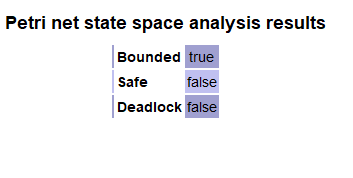 Petri net state space analysis results
Bounded true
Safe false
Deadlock false